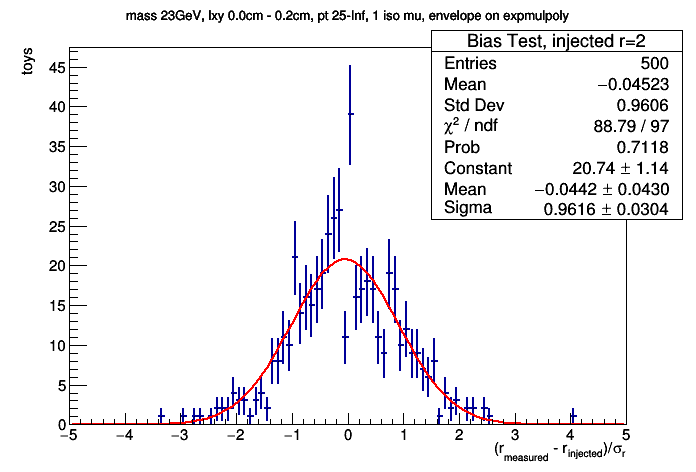 mass 23GeV, lxy 0.0cm - 0.2cm, pt 25-Inf, 1 iso mu, envelope on expmulpoly
Bias Test, injected r=2
Entries 500
Mean −0.04523
Std Dev 0.9606
χ² / ndf 88.79 / 97
Prob 0.7118
Constant 20.74 ± 1.14
Mean −0.0442 ± 0.0430
Sigma 0.9616 ± 0.0304
toys
45
40
35
30
25
20
15
10
5
0
−5 −4 −3 −2 −1 0 1 2 3 4 5
(r_measured - r_injected)/σ_r